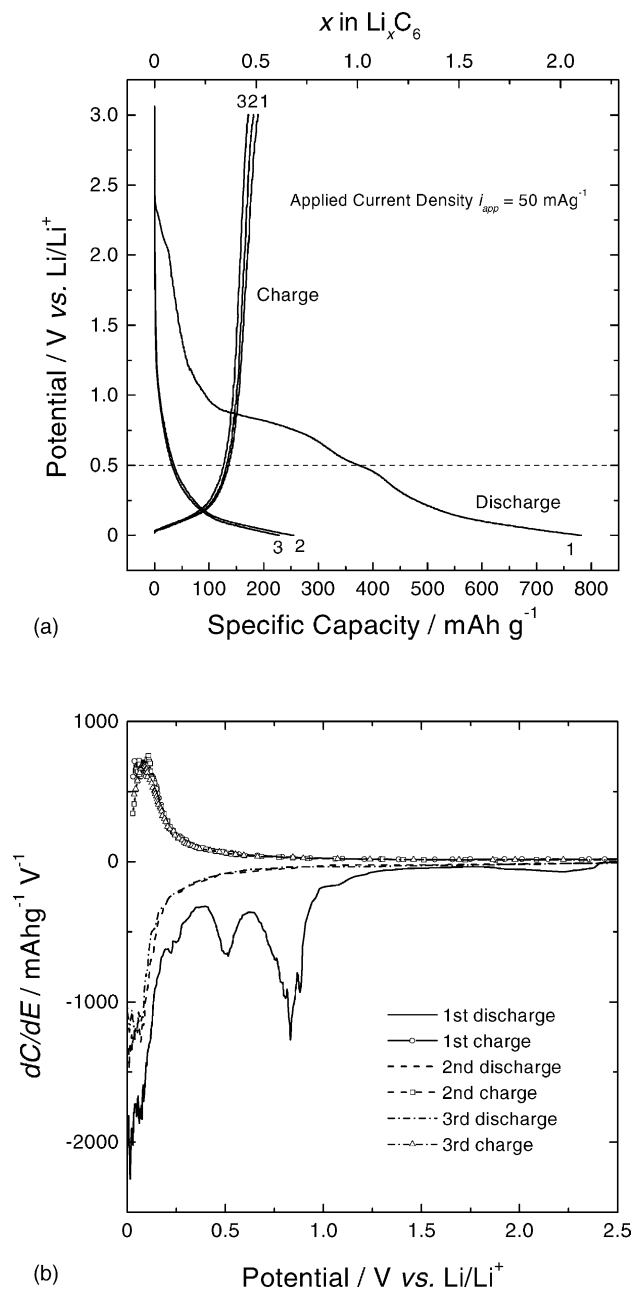 x in LixC6
0 0.5 1.0 1.5 2.0
3.0
2.5
2.0
1.5
1.0
0.5
0
321
Applied Current Density iapp = 50 mAg-1
Charge
Discharge
3 2 1
Potential / V vs. Li/Li+
0 100 200 300 400 500 600 700 800
Specific Capacity / mAh g-1
(a)
1000
0
-1000
-2000
dC/dE / mAhg-1 V-1
1st discharge
1st charge
2nd discharge
2nd charge
3rd discharge
3rd charge
0 0.5 1.0 1.5 2.0 2.5
Potential / V vs. Li/Li+
(b)